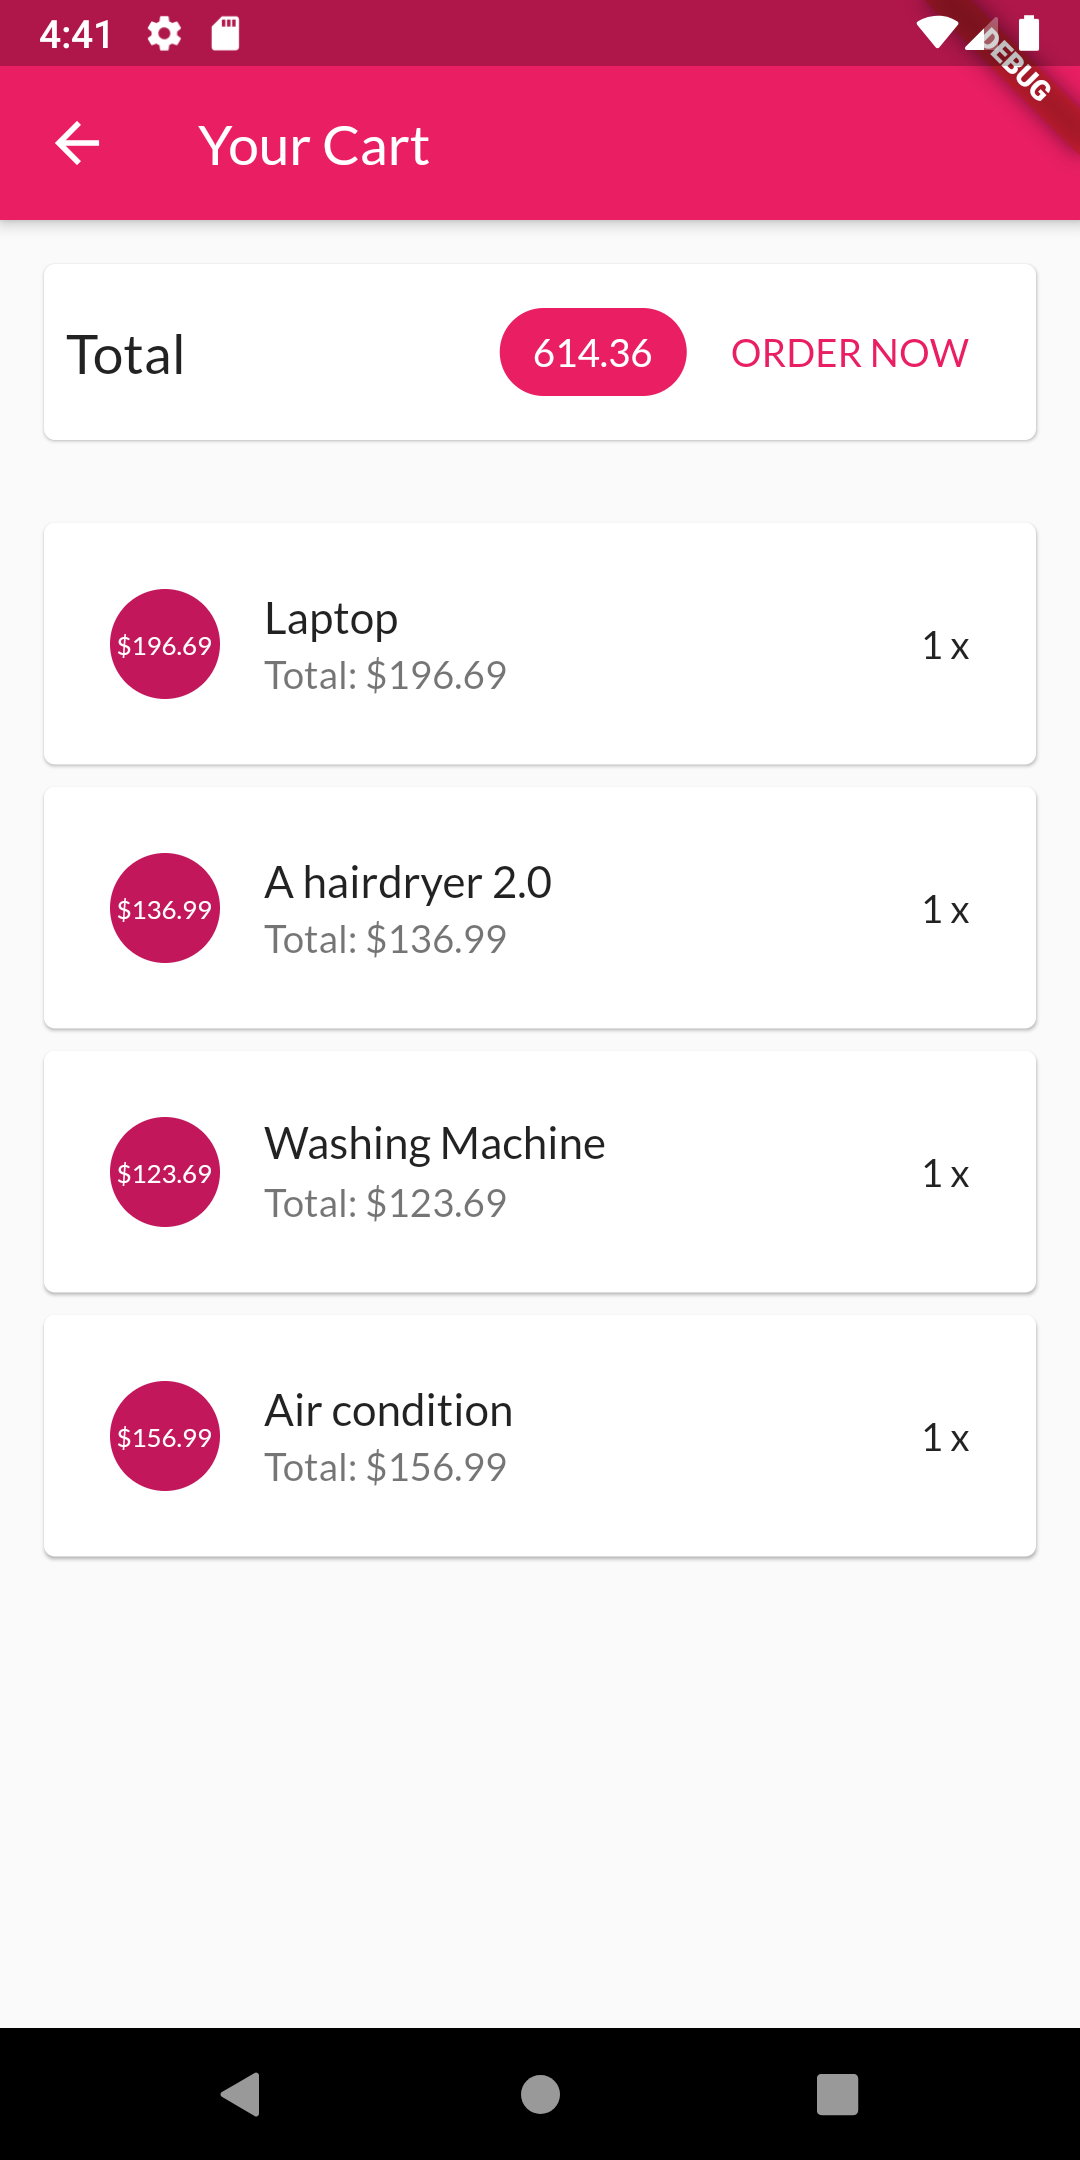 4:41
DEBUG
Your Cart
Total 614.36 ORDER NOW
Laptop
$196.69 1 x
Total: $196.69
A hairdryer 2.0
$136.99 1 x
Total: $136.99
Washing Machine
$123.69 1 x
Total: $123.69
Air condition
$156.99 1 x
Total: $156.99